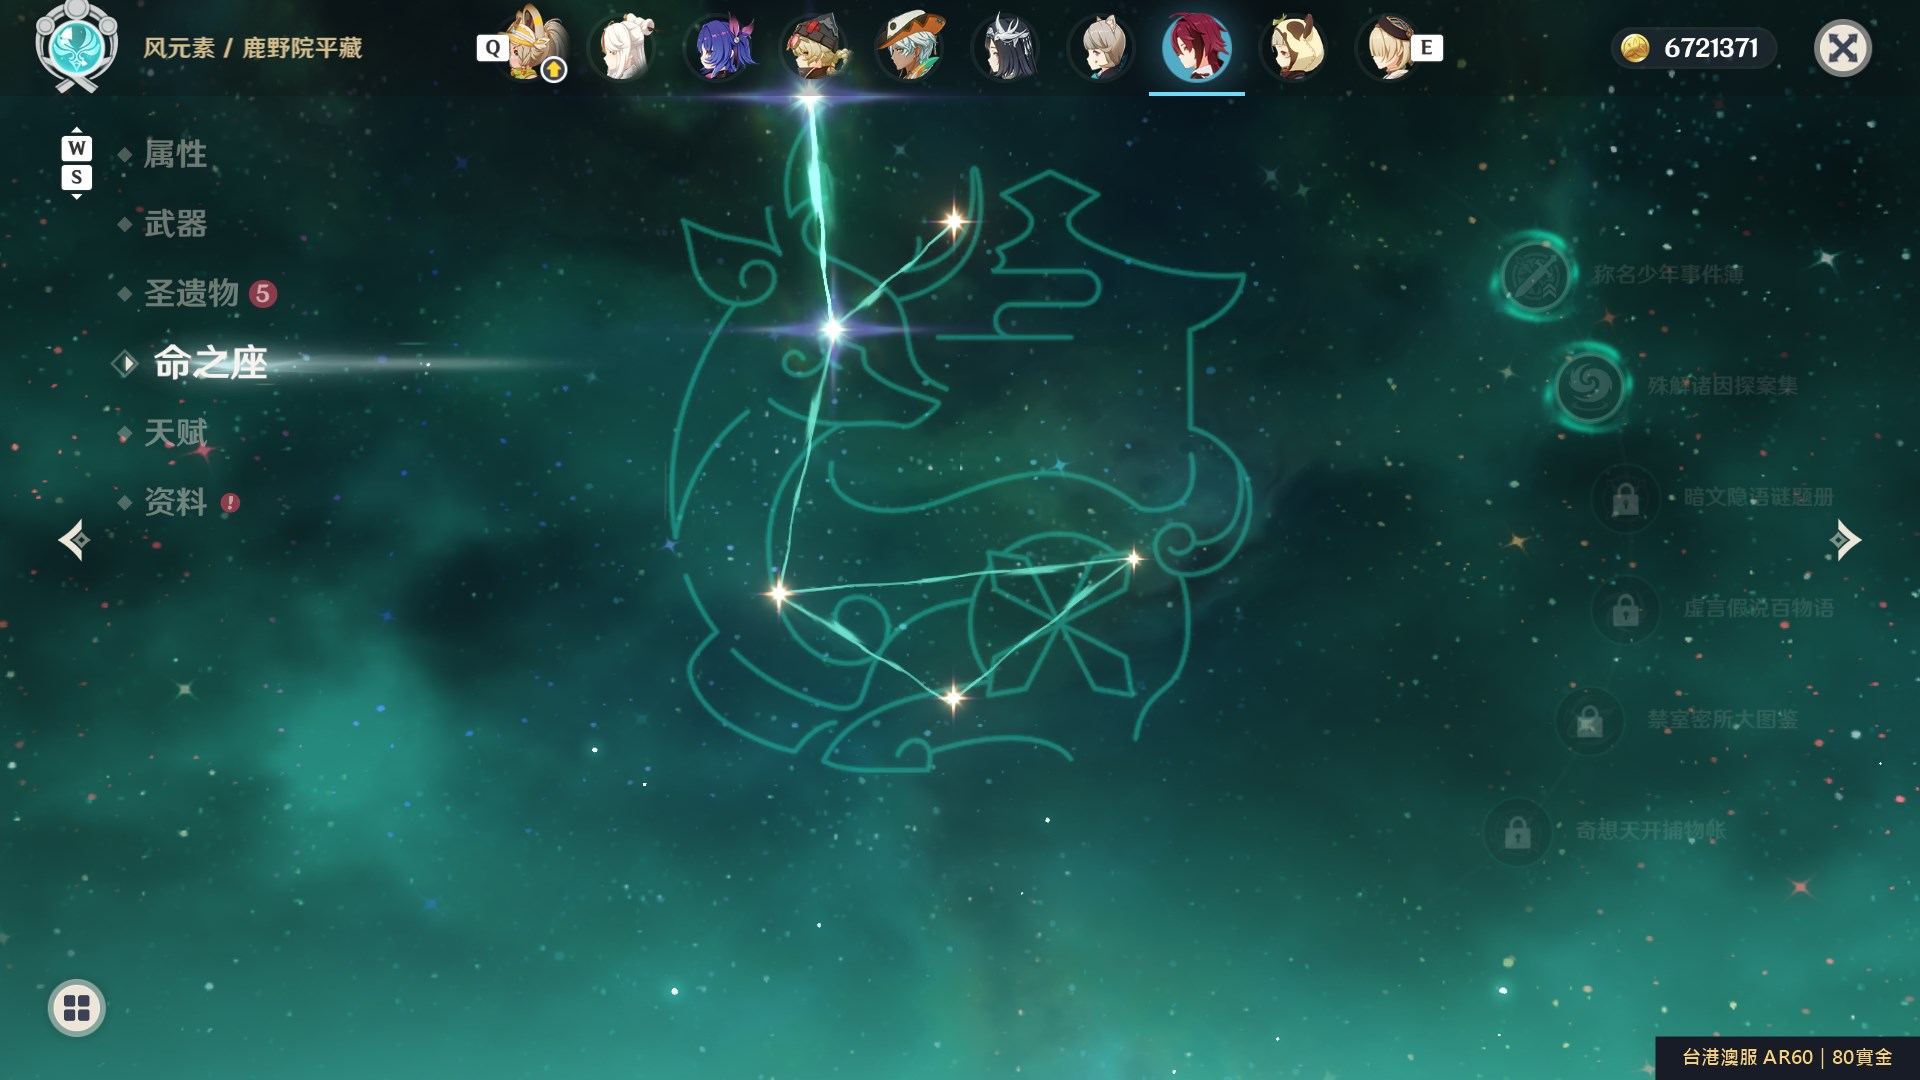 风元素 / 鹿野院平藏
Q
E
6721371
W
S
属性
武器
圣遗物 5
命之座
天赋
资料 !
称名少年事件簿
殊解诸因探案集
暗文隐语谜题册
虚言假说百物语
禁室密所大图鉴
奇想天开捕物帐
台港澳服 AR60 | 80實金